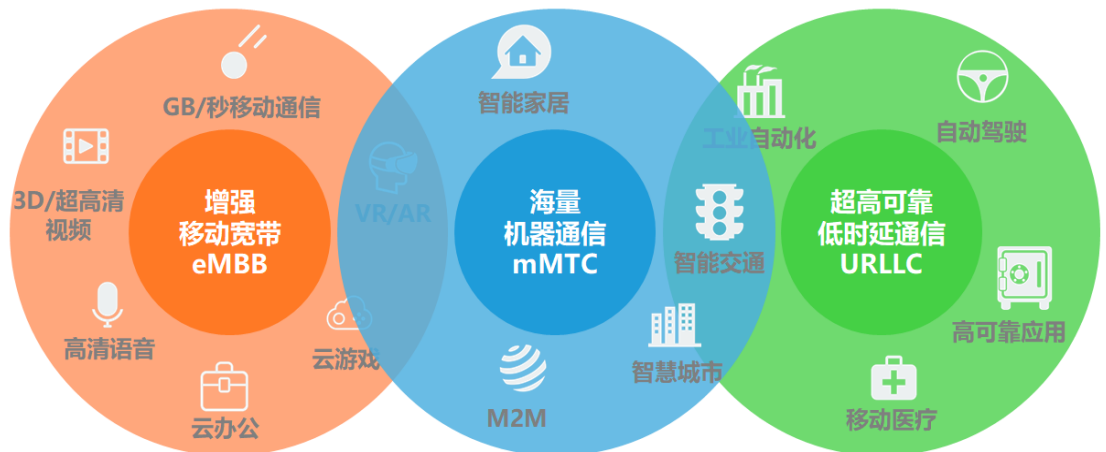 GB/秒移动通信
3D/超高清
视频
增强
移动宽带
eMBB
高清语音
云办公
云游戏
VR/AR
智能家居
海量
机器通信
mMTC
M2M
智慧城市
智能交通
工业自动化
自动驾驶
超高可靠
低时延通信
URLLC
高可靠应用
移动医疗